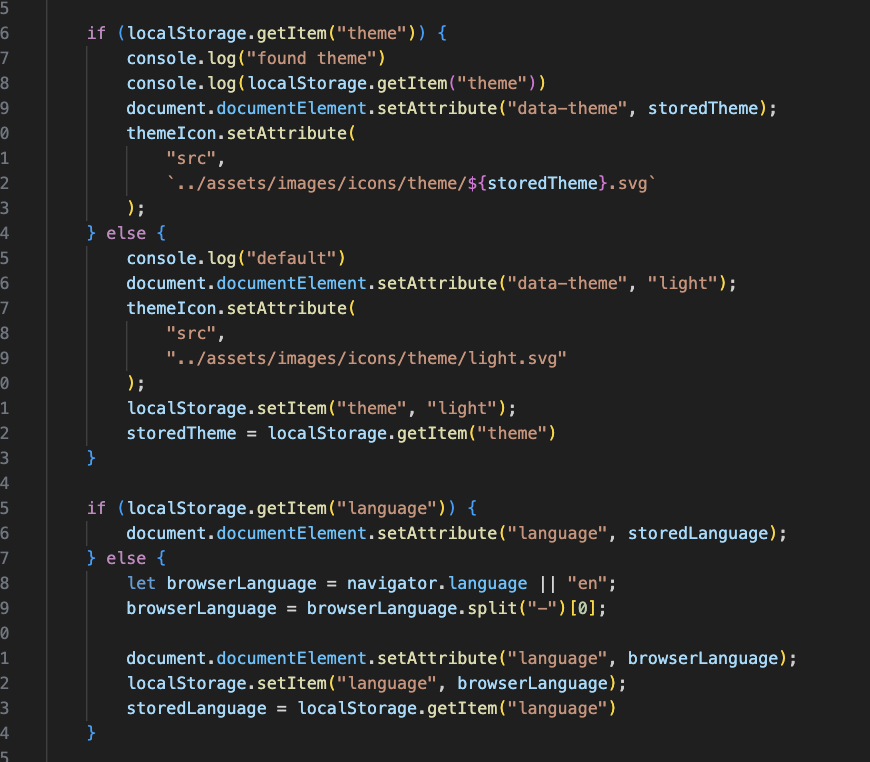 5
6 if (localStorage.getItem("theme")) {
7 console.log("found theme")
8 console.log(localStorage.getItem("theme"))
9 document.documentElement.setAttribute("data-theme", storedTheme);
0 themeIcon.setAttribute(
1 "src",
2 `../assets/images/icons/theme/${storedTheme}.svg`
3 );
4 } else {
5 console.log("default")
6 document.documentElement.setAttribute("data-theme", "light");
7 themeIcon.setAttribute(
8 "src",
9 "../assets/images/icons/theme/light.svg"
0 );
1 localStorage.setItem("theme", "light");
2 storedTheme = localStorage.getItem("theme")
3 }
4
5 if (localStorage.getItem("language")) {
6 document.documentElement.setAttribute("language", storedLanguage);
7 } else {
8 let browserLanguage = navigator.language || "en";
9 browserLanguage = browserLanguage.split("-")[0];
0
1 document.documentElement.setAttribute("language", browserLanguage);
2 localStorage.setItem("language", browserLanguage);
3 storedLanguage = localStorage.getItem("language")
4 }
5